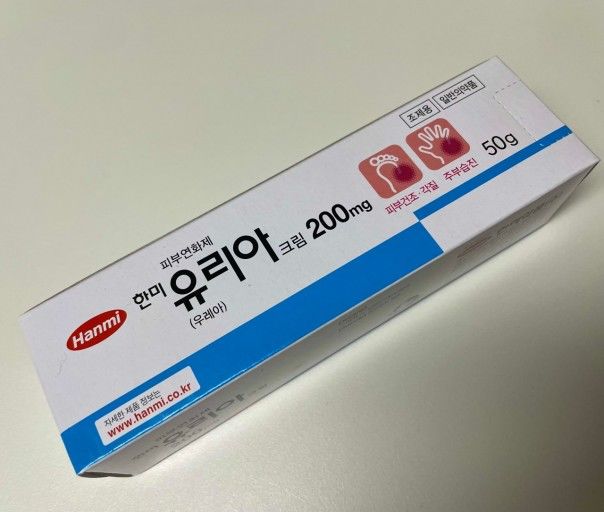 조제용 일반의약품
50g
피부건조·각질 주부습진
피부연화제
한미 유리아 크림 200mg
(우레아)
Hanmi
자세한 제품 정보는
www.hanmi.co.kr
Hanmi